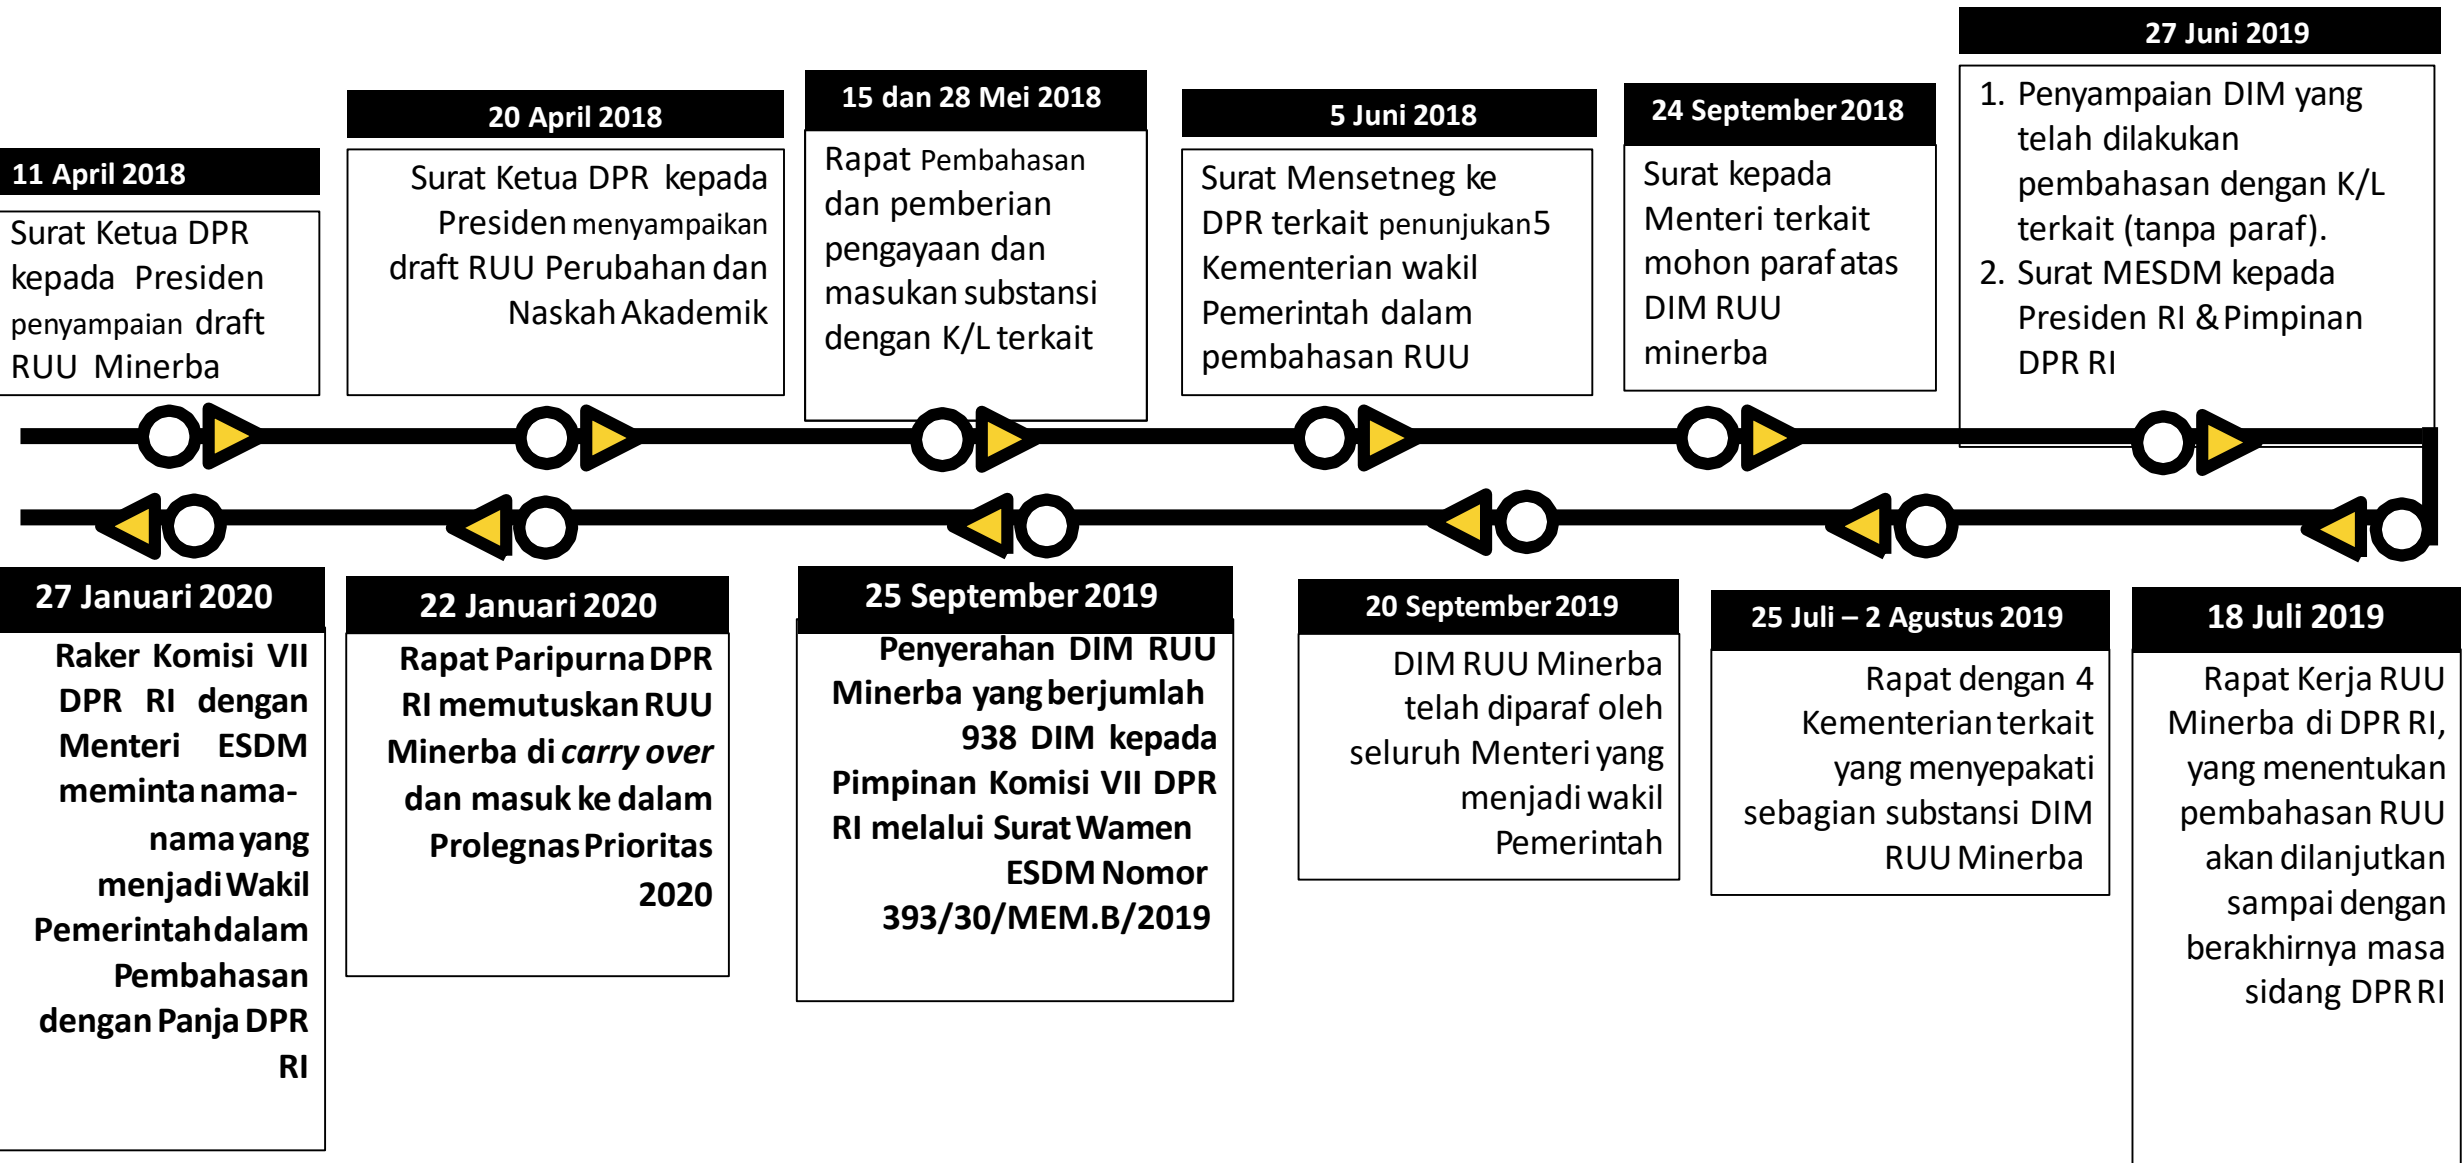 11 April 2018
Surat Ketua DPR
kepada Presiden
penyampaian draft
RUU Minerba
20 April 2018
Surat Ketua DPR kepada
Presiden menyampaikan
draft RUU Perubahan dan
Naskah Akademik
15 dan 28 Mei 2018
Rapat Pembahasan
dan pemberian
pengayaan dan
masukan substansi
dengan K/L terkait
5 Juni 2018
Surat Mensetneg ke
DPR terkait penunjukan5
Kementerian wakil
Pemerintah dalam
pembahasan RUU
24 September 2018
Surat kepada
Menteri terkait
mohon paraf atas
DIM RUU
minerba
27 Juni 2019
1. Penyampaian DIM yang
telah dilakukan
pembahasan dengan K/L
terkait (tanpa paraf).
2. Surat MESDM kepada
Presiden RI & Pimpinan
DPR RI
18 Juli 2019
Rapat Kerja RUU
Minerba di DPR RI,
yang menentukan
pembahasan RUU
akan dilanjutkan
sampai dengan
berakhirnya masa
sidang DPR RI
25 Juli – 2 Agustus 2019
Rapat dengan 4
Kementerian terkait
yang menyepakati
sebagian substansi DIM
RUU Minerba
20 September 2019
DIM RUU Minerba
telah diparaf oleh
seluruh Menteri yang
menjadi wakil
Pemerintah
25 September 2019
Penyerahan DIM RUU
Minerba yang berjumlah
938 DIM kepada
Pimpinan Komisi VII DPR
RI melalui Surat Wamen
ESDM Nomor
393/30/MEM.B/2019
22 Januari 2020
Rapat Paripurna DPR
RI memutuskan RUU
Minerba di carry over
dan masuk ke dalam
Prolegnas Prioritas
2020
27 Januari 2020
Raker Komisi VII
DPR RI dengan
Menteri ESDM
meminta nama-
nama yang
menjadi Wakil
Pemerintah dalam
Pembahasan
dengan Panja DPR
RI